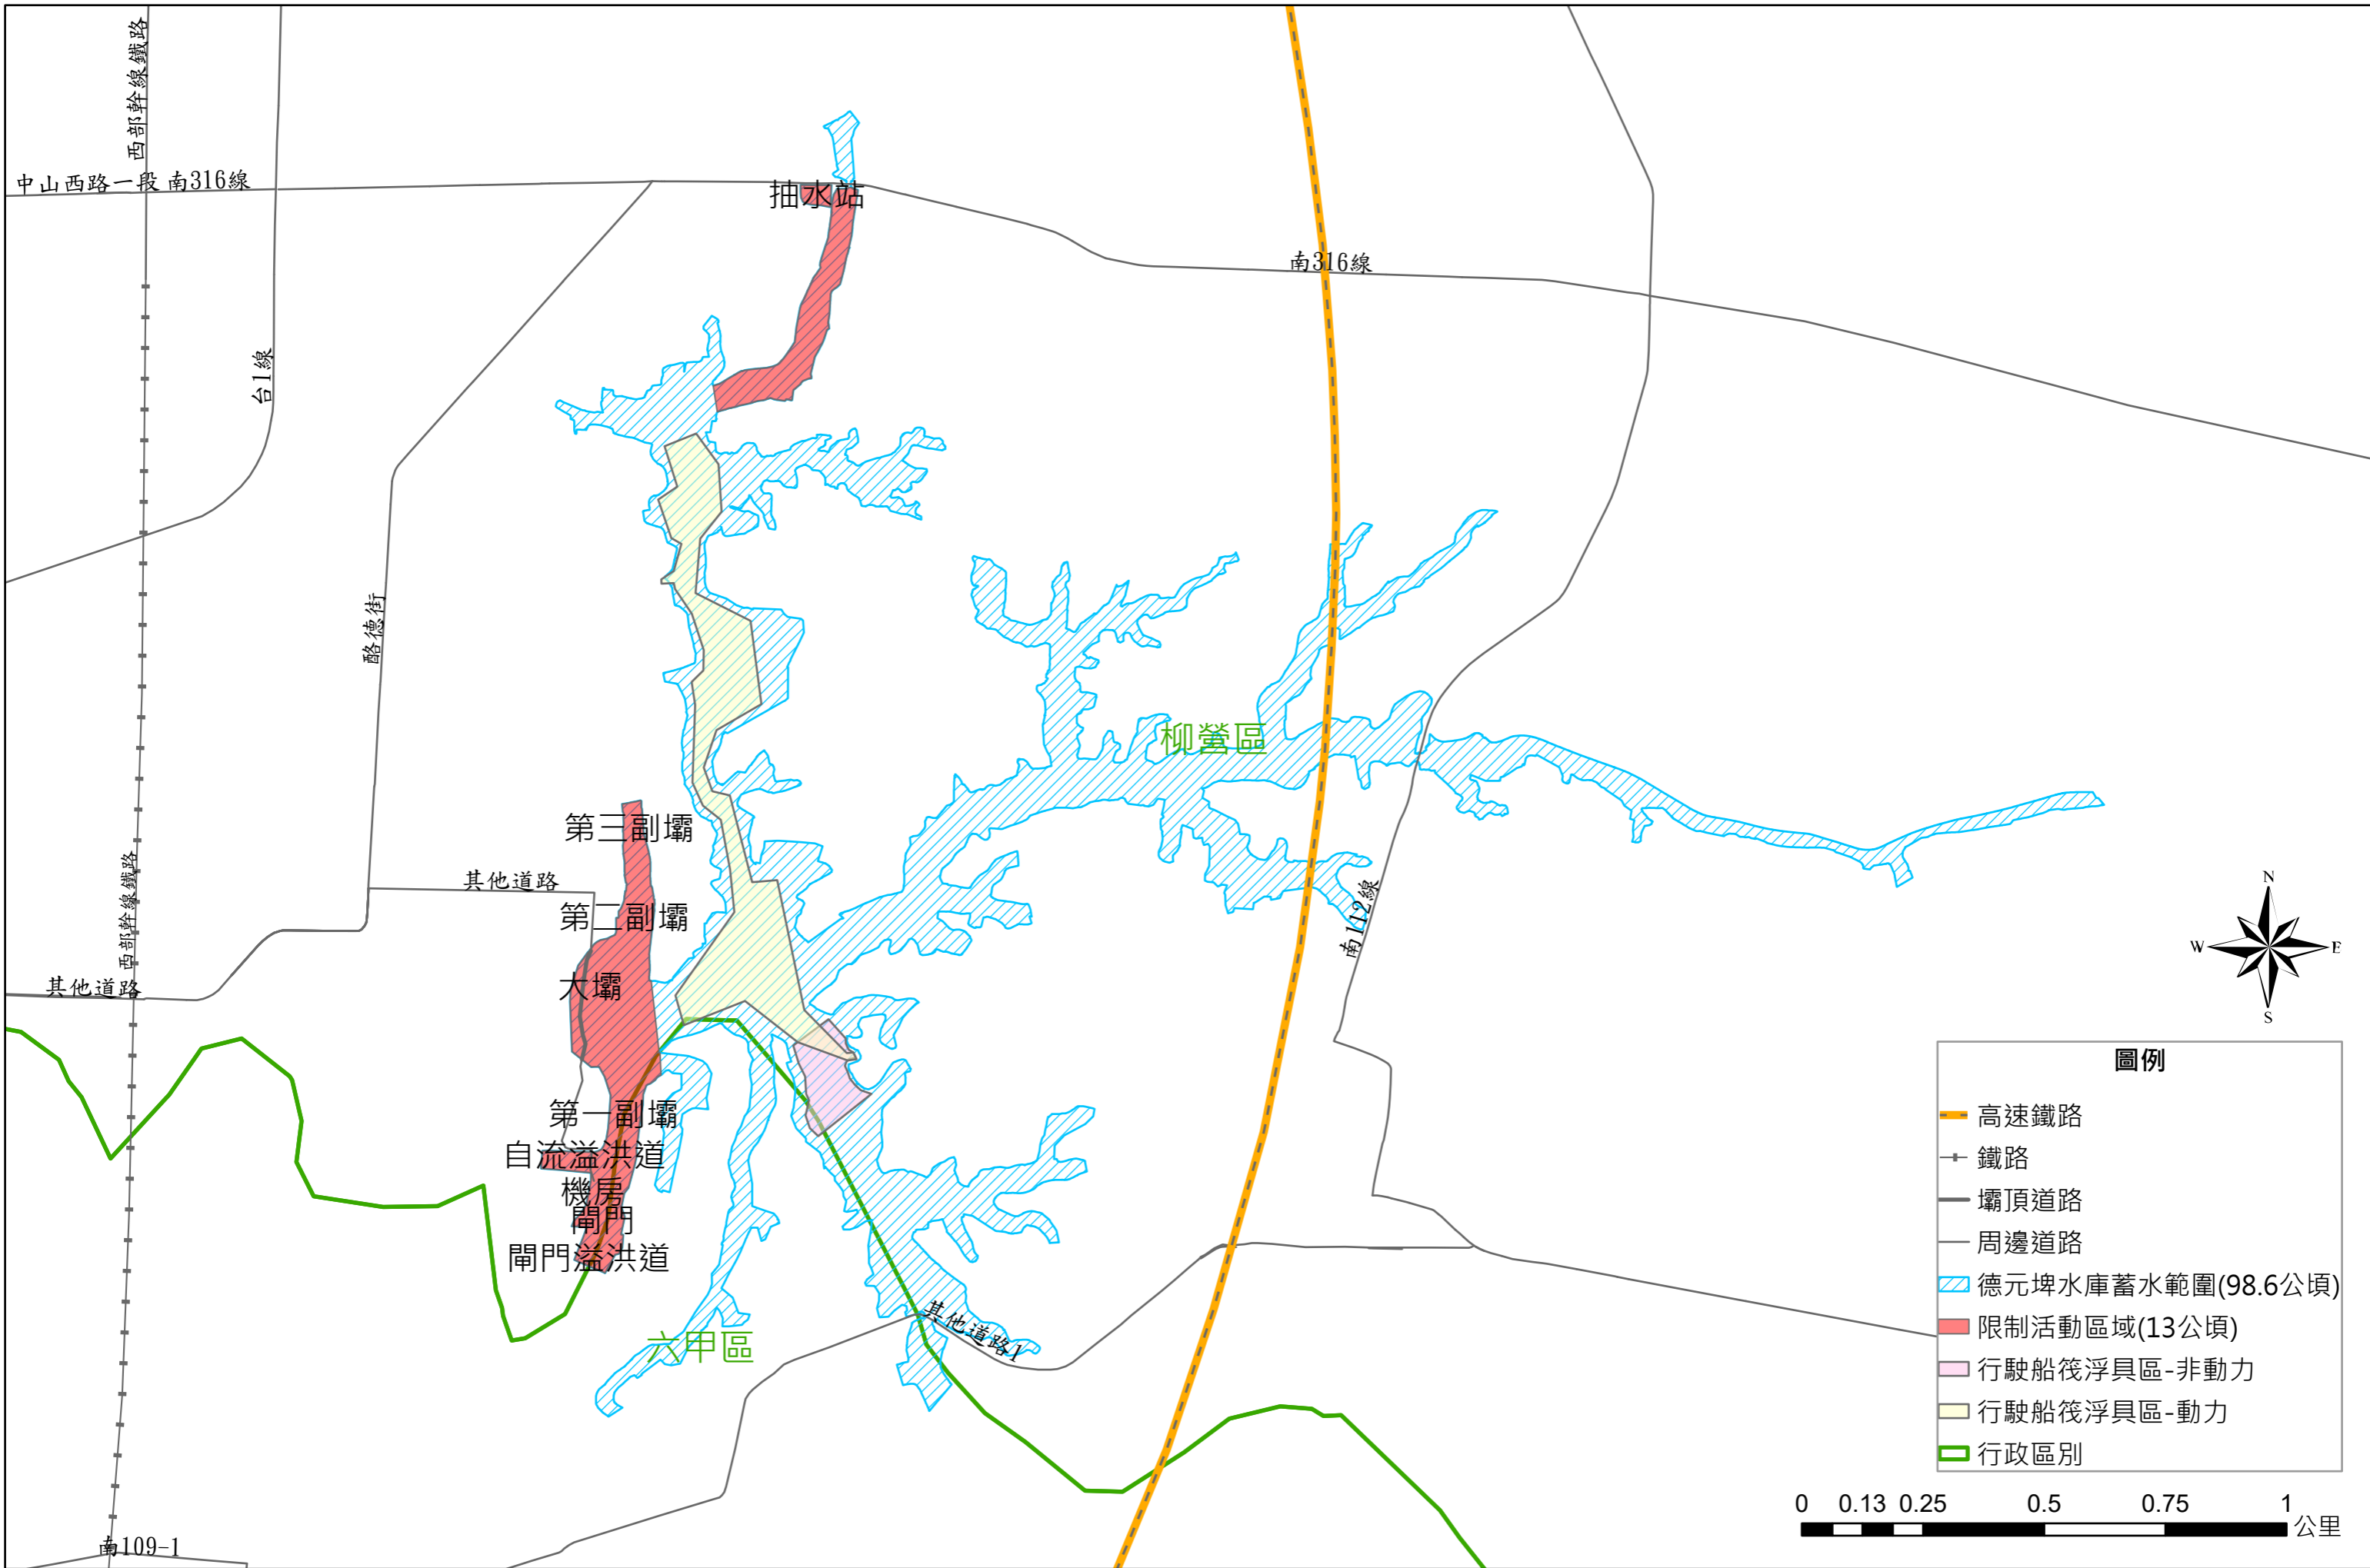 西部幹線鐵路
中山西路一段 南316線
抽水站
南316線
台1線
酪德街
柳營區
第三副壩
西部幹線鐵路
其他道路
第二副壩
南112線
大壩
其他道路
第一副壩
自流溢洪道
機房
閘門
閘門溢洪道
其他道路1
六甲區
南109-1
N
W
E
S
圖例
高速鐵路
鐵路
壩頂道路
周邊道路
德元埤水庫蓄水範圍(98.6公頃)
限制活動區域(13公頃)
行駛船筏浮具區-非動力
行駛船筏浮具區-動力
行政區別
0 0.13 0.25 0.5 0.75 1
公里